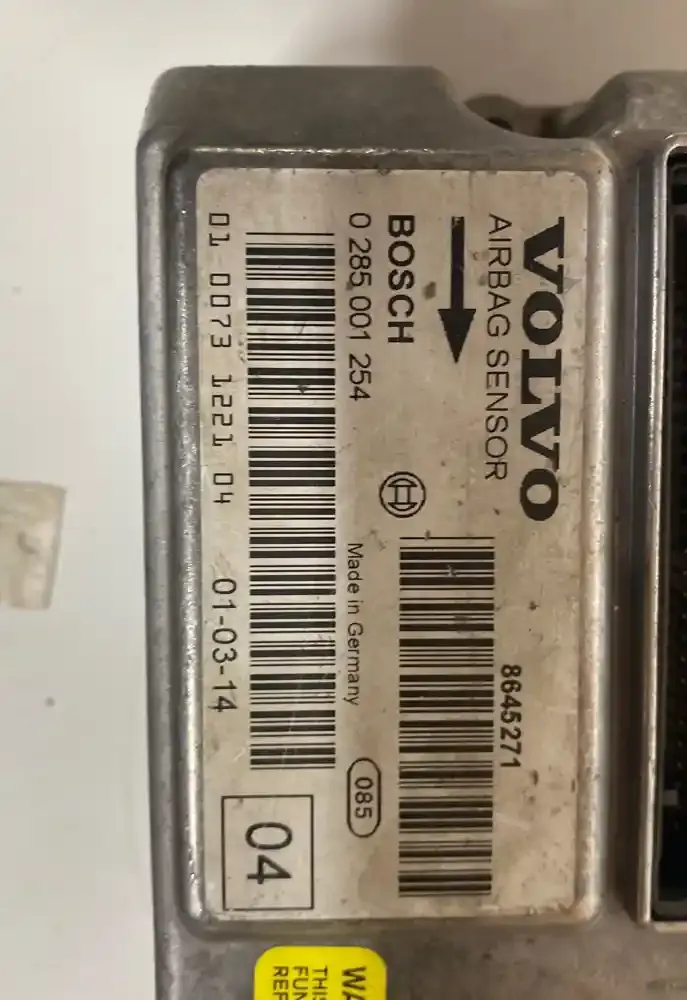 VOLVO
AIRBAG SENSOR
8645271
BOSCH
0 285 001 254
Made in Germany
085
01 0073 1221 04
01-03-14
04